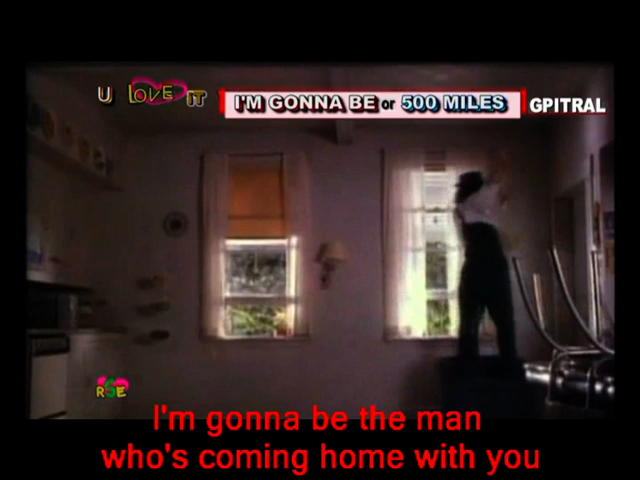 U LOVE IT
I'M GONNA BE or 500 MILES GPITRAL
RSE
I'm gonna be the man
who's coming home with you